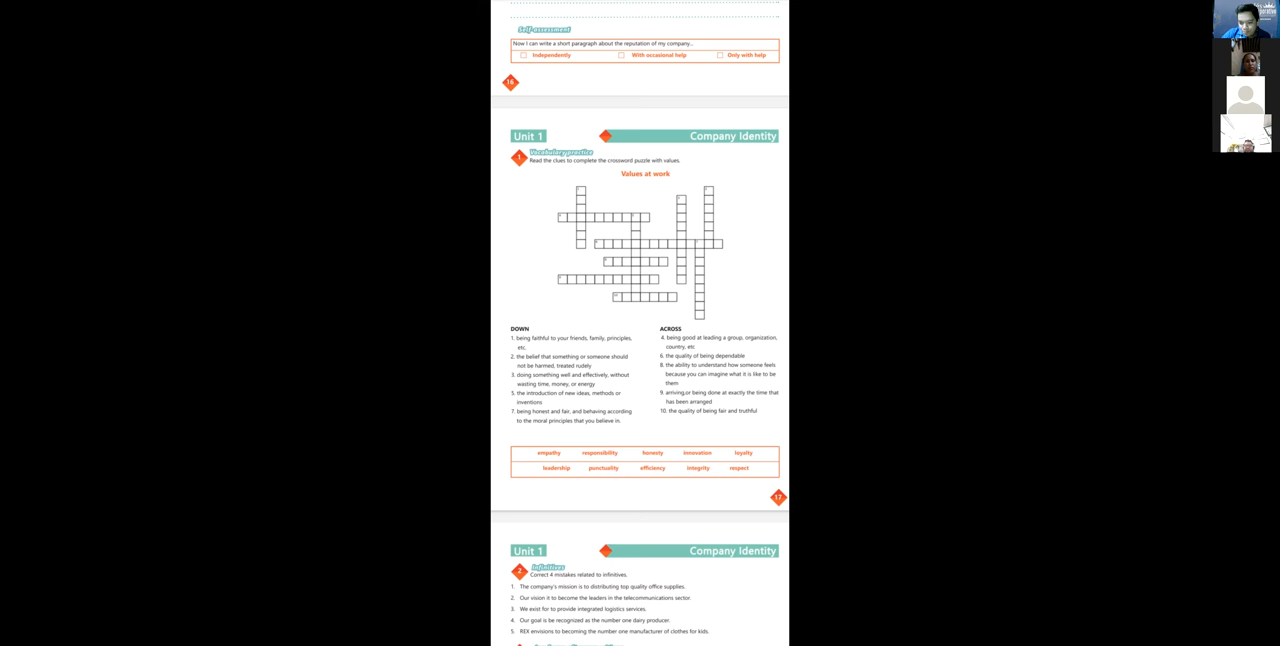 Self-assessment
Now I can write a short paragraph about the reputation of my company...
Independently
With occasional help
Only with help
16
Unit 1
Company Identity
1
Vocabulary practice
Read the clues to complete the crossword puzzle with values.
Values at work
DOWN
1. being faithful to your friends, family, principles,
etc.
2. the belief that something or someone should
not be harmed, treated rudely
3. doing something well and effectively, without
wasting time, money, or energy
5. the introduction of new ideas, methods or
inventions
7. being honest and fair, and behaving according
to the moral principles that you believe in.
ACROSS
4. being good at leading a group, organization,
country, etc
6. the quality of being dependable
8. the ability to understand how someone feels
because you can imagine what it is like to be
them
9. arriving,or being done at exactly the time that
has been arranged
10. the quality of being fair and truthful
empathy responsibility honesty innovation loyalty
leadership punctuality efficiency integrity respect
17
Unit 1
Company Identity
2
Infinitives
Correct 4 mistakes related to infinitives.
1. The company's mission is to distributing top quality office supplies.
2. Our vision it to become the leaders in the telecommunications sector.
3. We exist for to provide integrated logistics services.
4. Our goal is be recognized as the number one dairy producer.
5. REX envisions to becoming the number one manufacturer of clothes for kids.